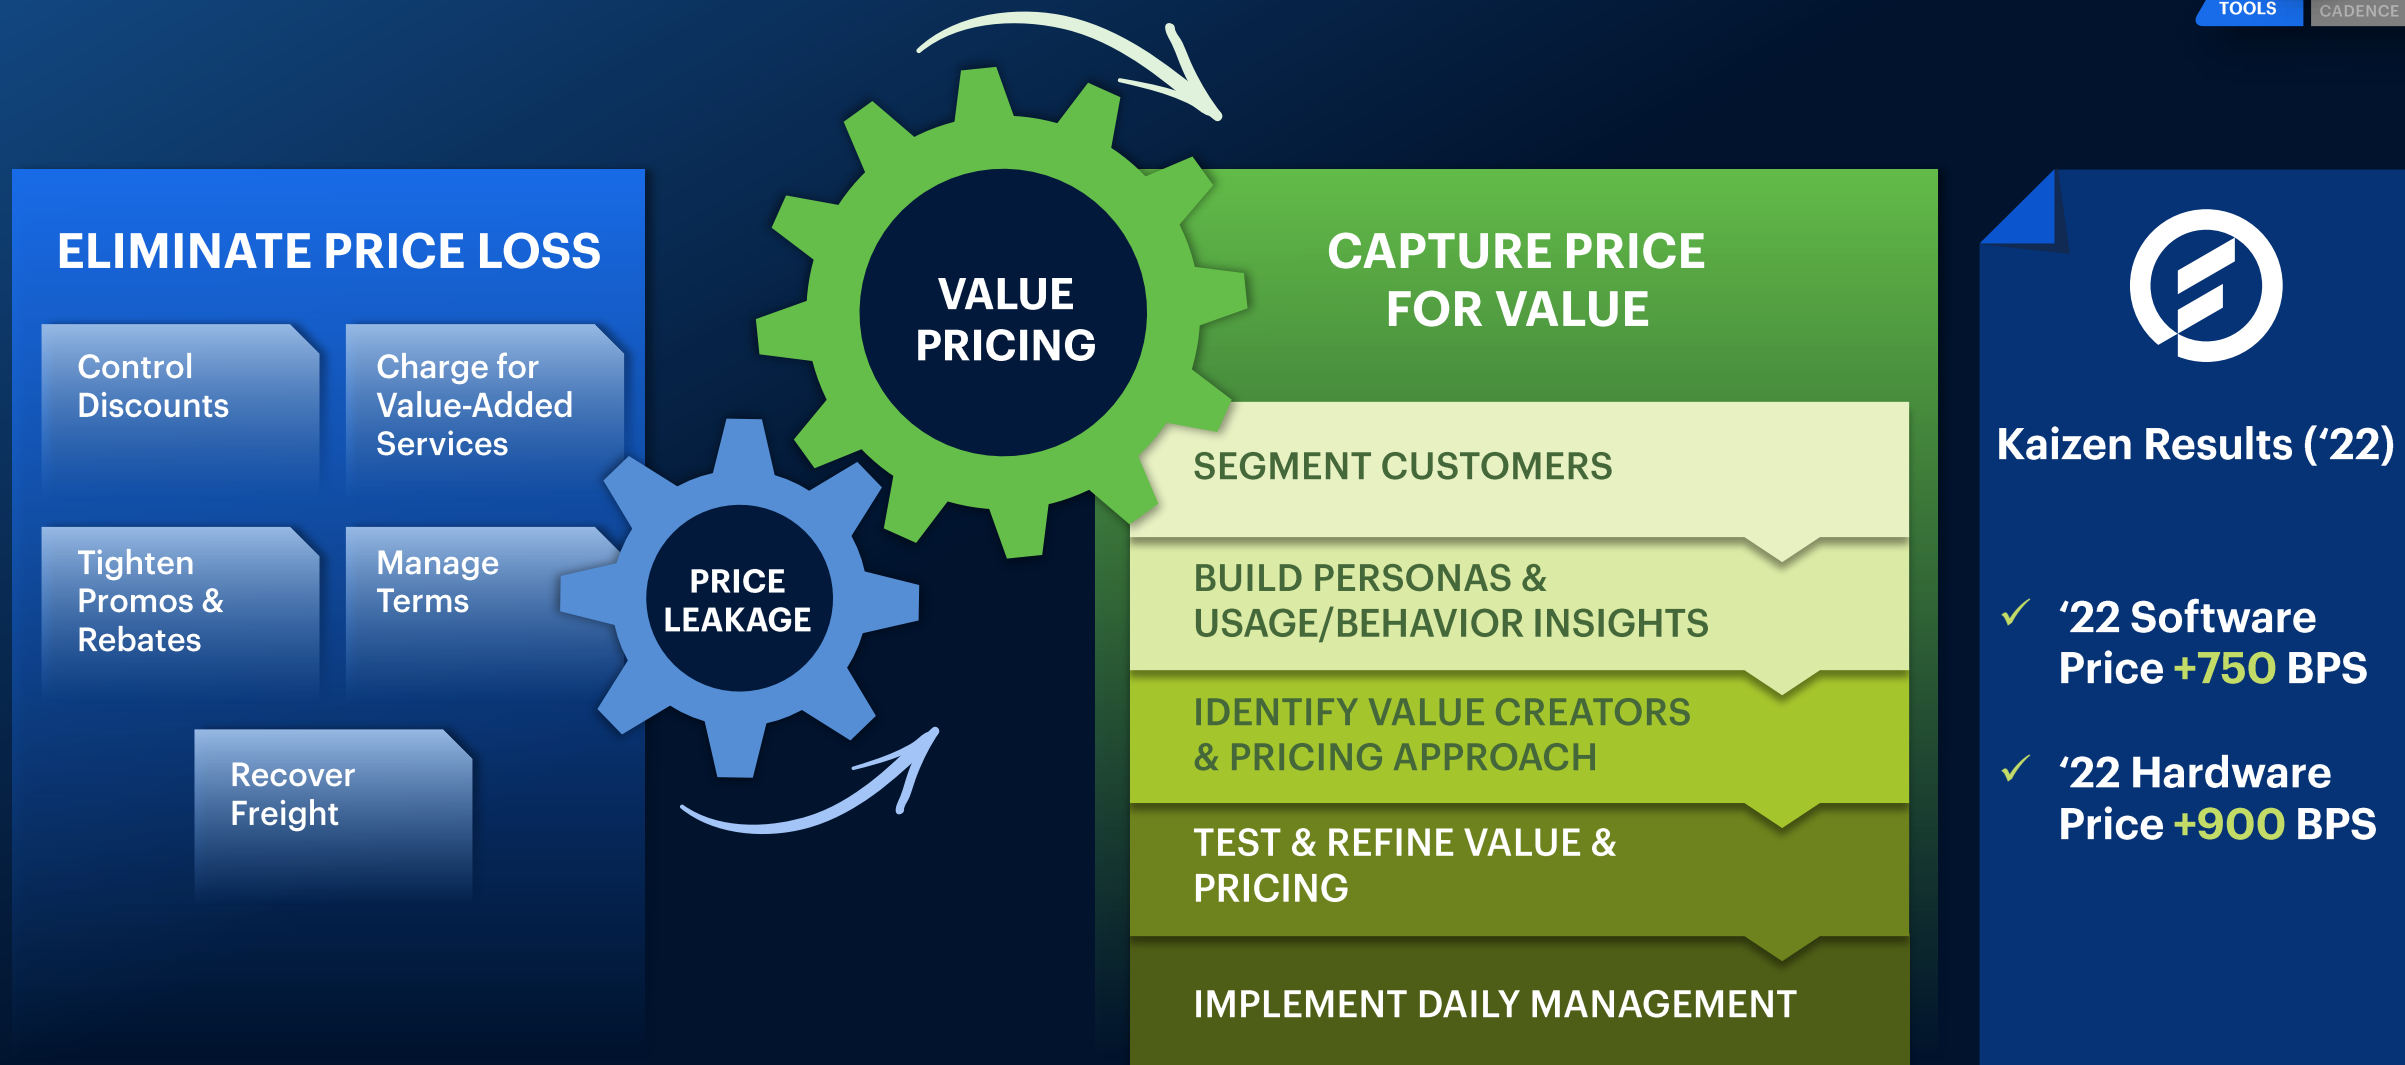 TOOLS
CADENCE
ELIMINATE PRICE LOSS
Control
Discounts
Charge for
Value-Added
Services
Tighten
Promos &
Rebates
Manage
Terms
Recover
Freight
VALUE
PRICING
PRICE
LEAKAGE
CAPTURE PRICE
FOR VALUE
SEGMENT CUSTOMERS
BUILD PERSONAS &
USAGE/BEHAVIOR INSIGHTS
IDENTIFY VALUE CREATORS
& PRICING APPROACH
TEST & REFINE VALUE &
PRICING
IMPLEMENT DAILY MANAGEMENT
Kaizen Results (‘22)
✓ ‘22 Software
Price +750 BPS
✓ ‘22 Hardware
Price +900 BPS